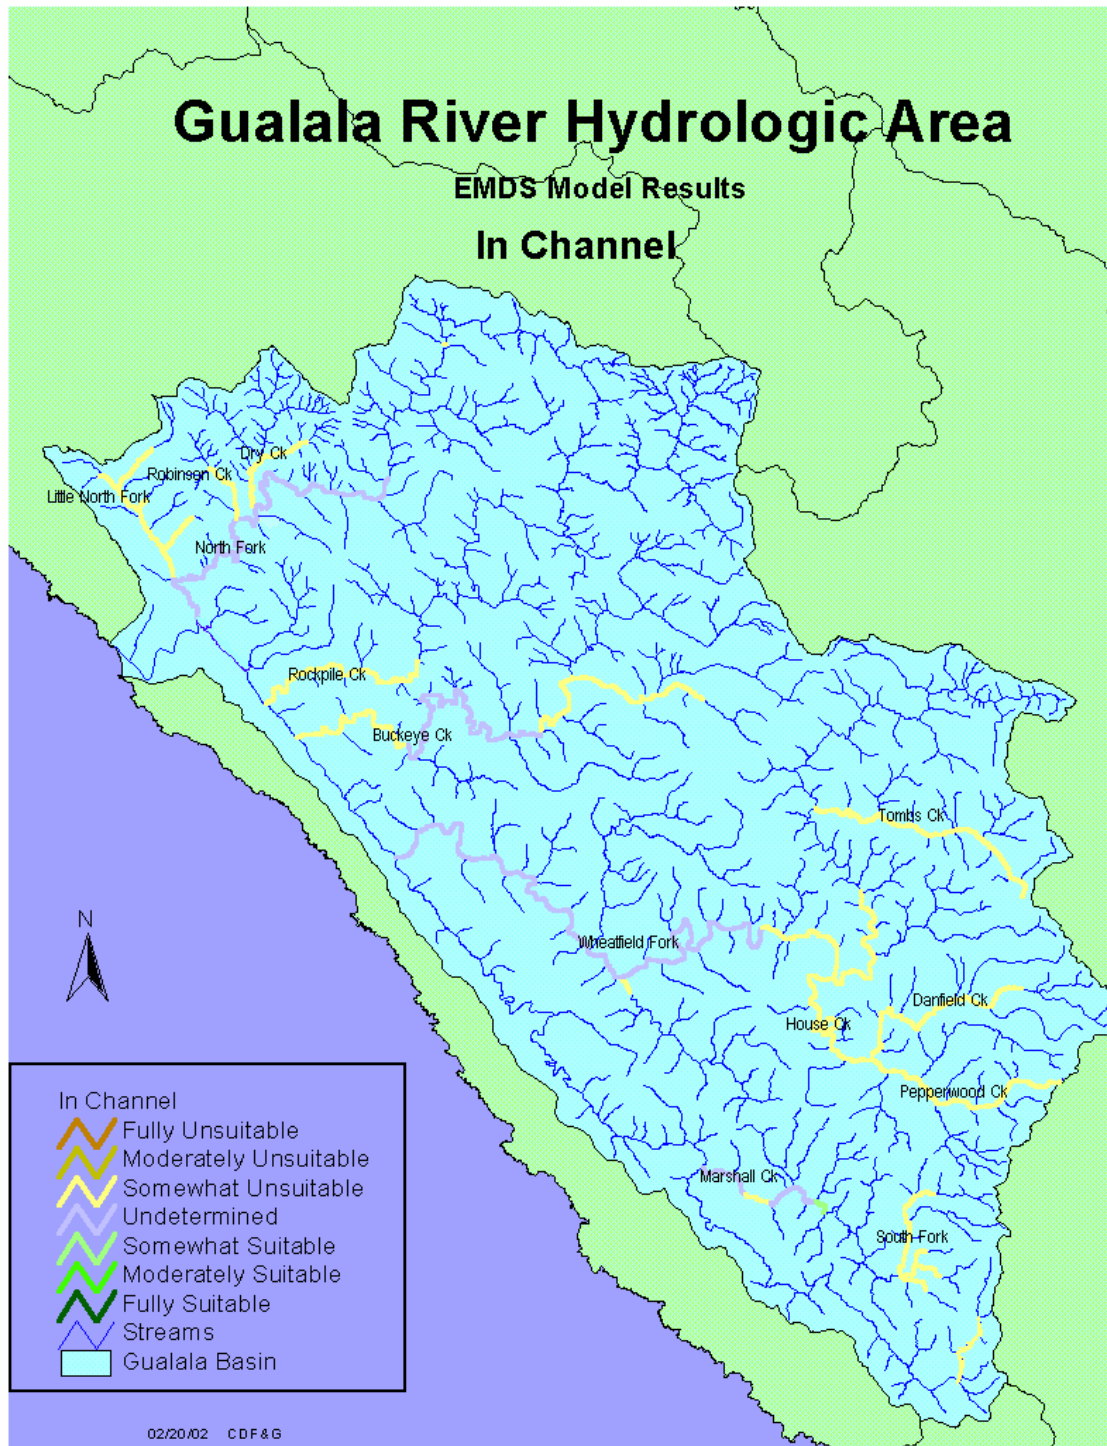 Gualala River Hydrologic Area
EMDS Model Results
In Channel
Dry Ck
Robinson Ck
Little North Fork
North Fork
Rockpile Ck
Buckeye Ck
Tombs Ck
Wheatfield Fork
Danfield Ck
House Ck
Pepperwood Ck
Marshall Ck
South Fork
N
In Channel
Fully Unsuitable
Moderately Unsuitable
Somewhat Unsuitable
Undetermined
Somewhat Suitable
Moderately Suitable
Fully Suitable
Streams
Gualala Basin
02/20/02 CDF&G